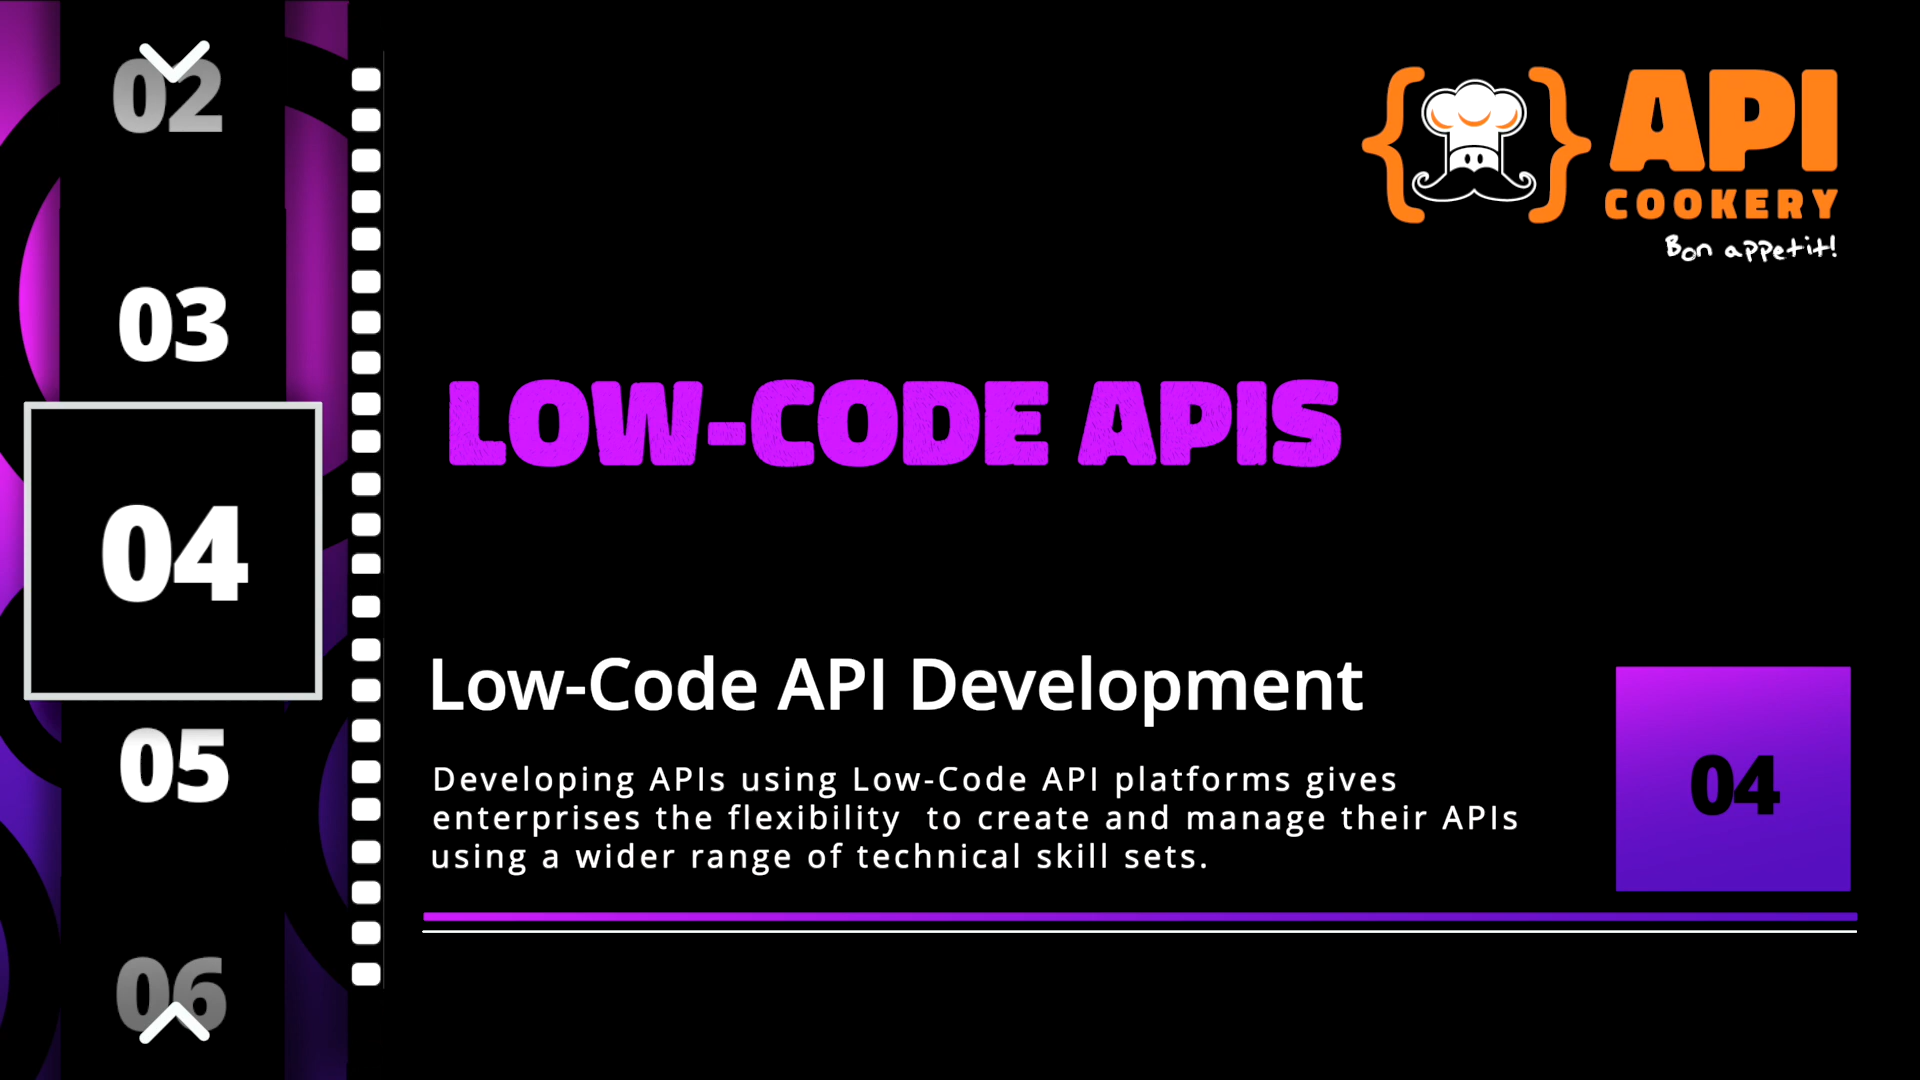 02
03
04
05
06
API
COOKERY
Bon appetit!
LOW-CODE APIS
Low-Code API Development
Developing APIs using Low-Code API platforms gives
enterprises the flexibility  to create and manage their APIs
using a wider range of technical skill sets.
04